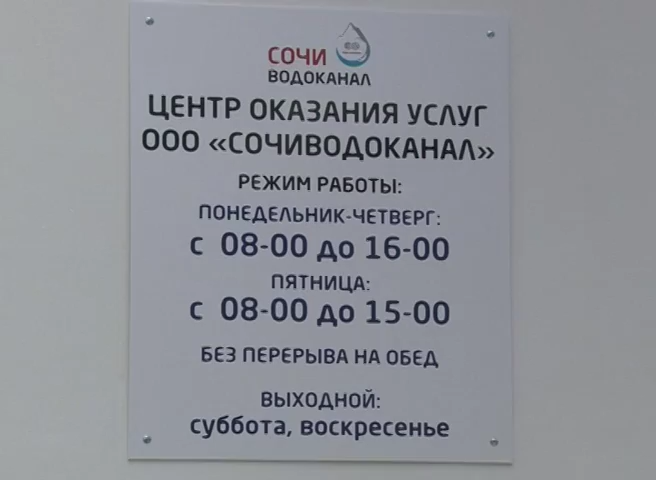 СОЧИ
ВОДОКАНАЛ
ЦЕНТР ОКАЗАНИЯ УСЛУГ
ООО «СОЧИВОДОКАНАЛ»
РЕЖИМ РАБОТЫ:
ПОНЕДЕЛЬНИК-ЧЕТВЕРГ:
с 08-00 до 16-00
ПЯТНИЦА:
с 08-00 до 15-00
БЕЗ ПЕРЕРЫВА НА ОБЕД
ВЫХОДНОЙ:
суббота, воскресенье